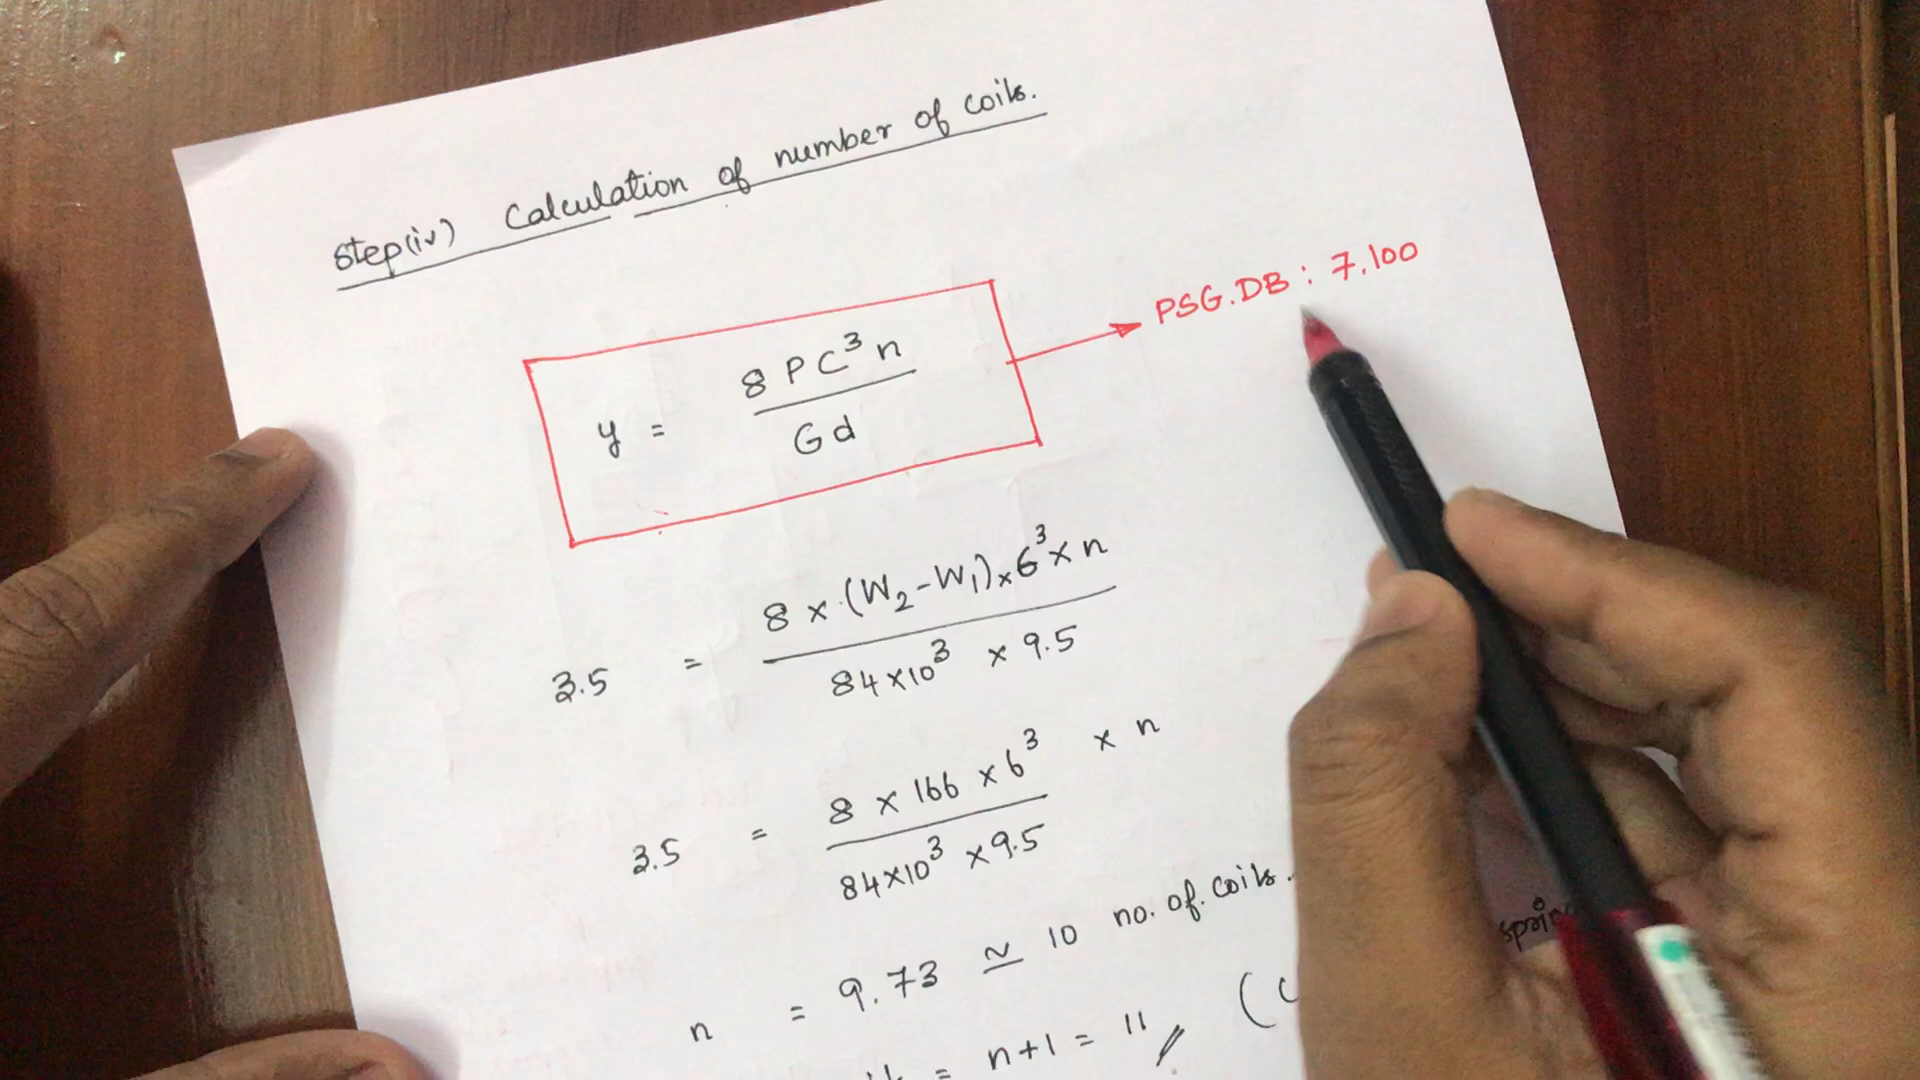 Step(iv) Calculation of number of coils.
y = 8PC³n / Gd
PSG.DB : 7.100
3.5 = 8 × (W₂-W₁) × 6³ × n / 84×10³ × 9.5
3.5 = 8 × 166 × 6³ / 84×10³ × 9.5 × n
n = 9.73 ≃ 10 no. of. coils.
= n+1 = 11 (